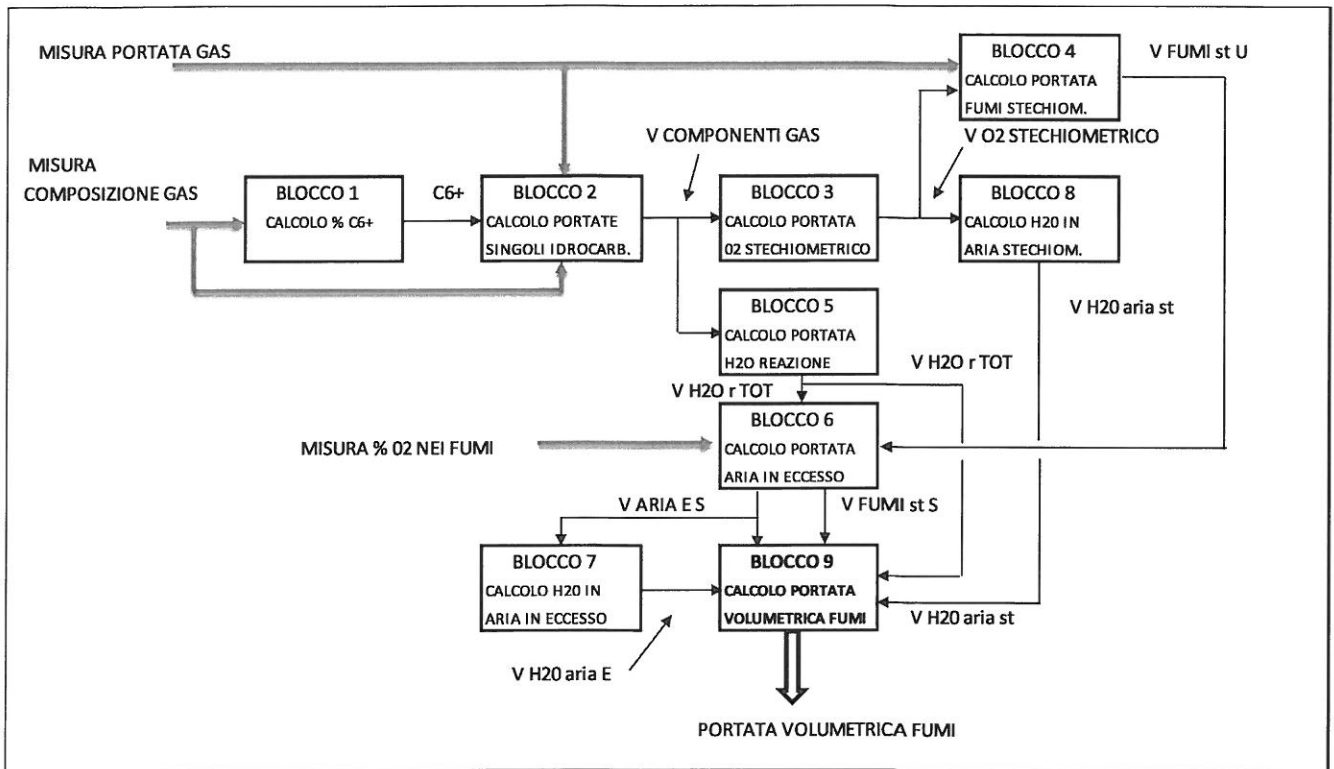 MISURA PORTATA GAS
BLOCCO 4
CALCOLO PORTATA
FUMI STECHIOM.
V FUMI st U
V COMPONENTI GAS
V O2 STECHIOMETRICO
MISURA
COMPOSIZIONE GAS
BLOCCO 1
CALCOLO % C6+
C6+
BLOCCO 2
CALCOLO PORTATE
SINGOLI IDROCARB.
BLOCCO 3
CALCOLO PORTATA
02 STECHIOMETRICO
BLOCCO 8
CALCOLO H20 IN
ARIA STECHIOM.
BLOCCO 5
CALCOLO PORTATA
H2O REAZIONE
V H20 aria st
V H2O r TOT
V H2O r TOT
MISURA % 02 NEI FUMI
BLOCCO 6
CALCOLO PORTATA
ARIA IN ECCESSO
V ARIA E S
V FUMI st S
BLOCCO 7
CALCOLO H20 IN
ARIA IN ECCESSO
BLOCCO 9
CALCOLO PORTATA
VOLUMETRICA FUMI
V H20 aria st
V H20 aria E
PORTATA VOLUMETRICA FUMI